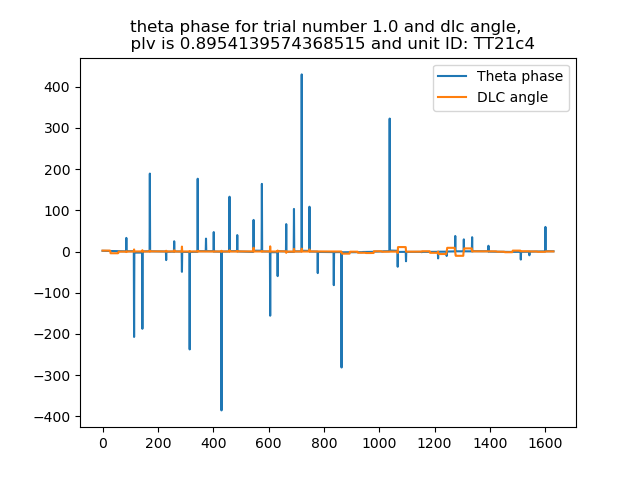 theta phase for trial number 1.0 and dlc angle,
plv is 0.8954139574368515 and unit ID: TT21c4
Theta phase
DLC angle
400
300
200
100
0
−100
−200
−300
−400
0 200 400 600 800 1000 1200 1400 1600